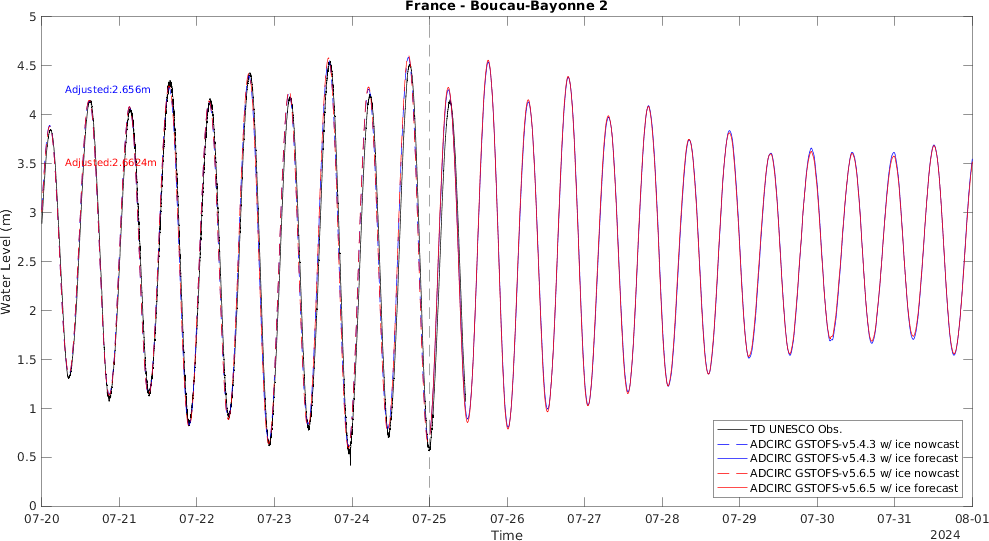 France - Boucau-Bayonne 2
5
4.5
4
3.5
3
2.5
2
1.5
1
0.5
0
Water Level (m)
Adjusted:2.656m
Adjusted:2.6624m
TD UNESCO Obs.
ADCIRC GSTOFS-v5.4.3 w/ ice nowcast
ADCIRC GSTOFS-v5.4.3 w/ ice forecast
ADCIRC GSTOFS-v5.6.5 w/ ice nowcast
ADCIRC GSTOFS-v5.6.5 w/ ice forecast
07-20 07-21 07-22 07-23 07-24 07-25 07-26 07-27 07-28 07-29 07-30 07-31 08-01
Time
2024